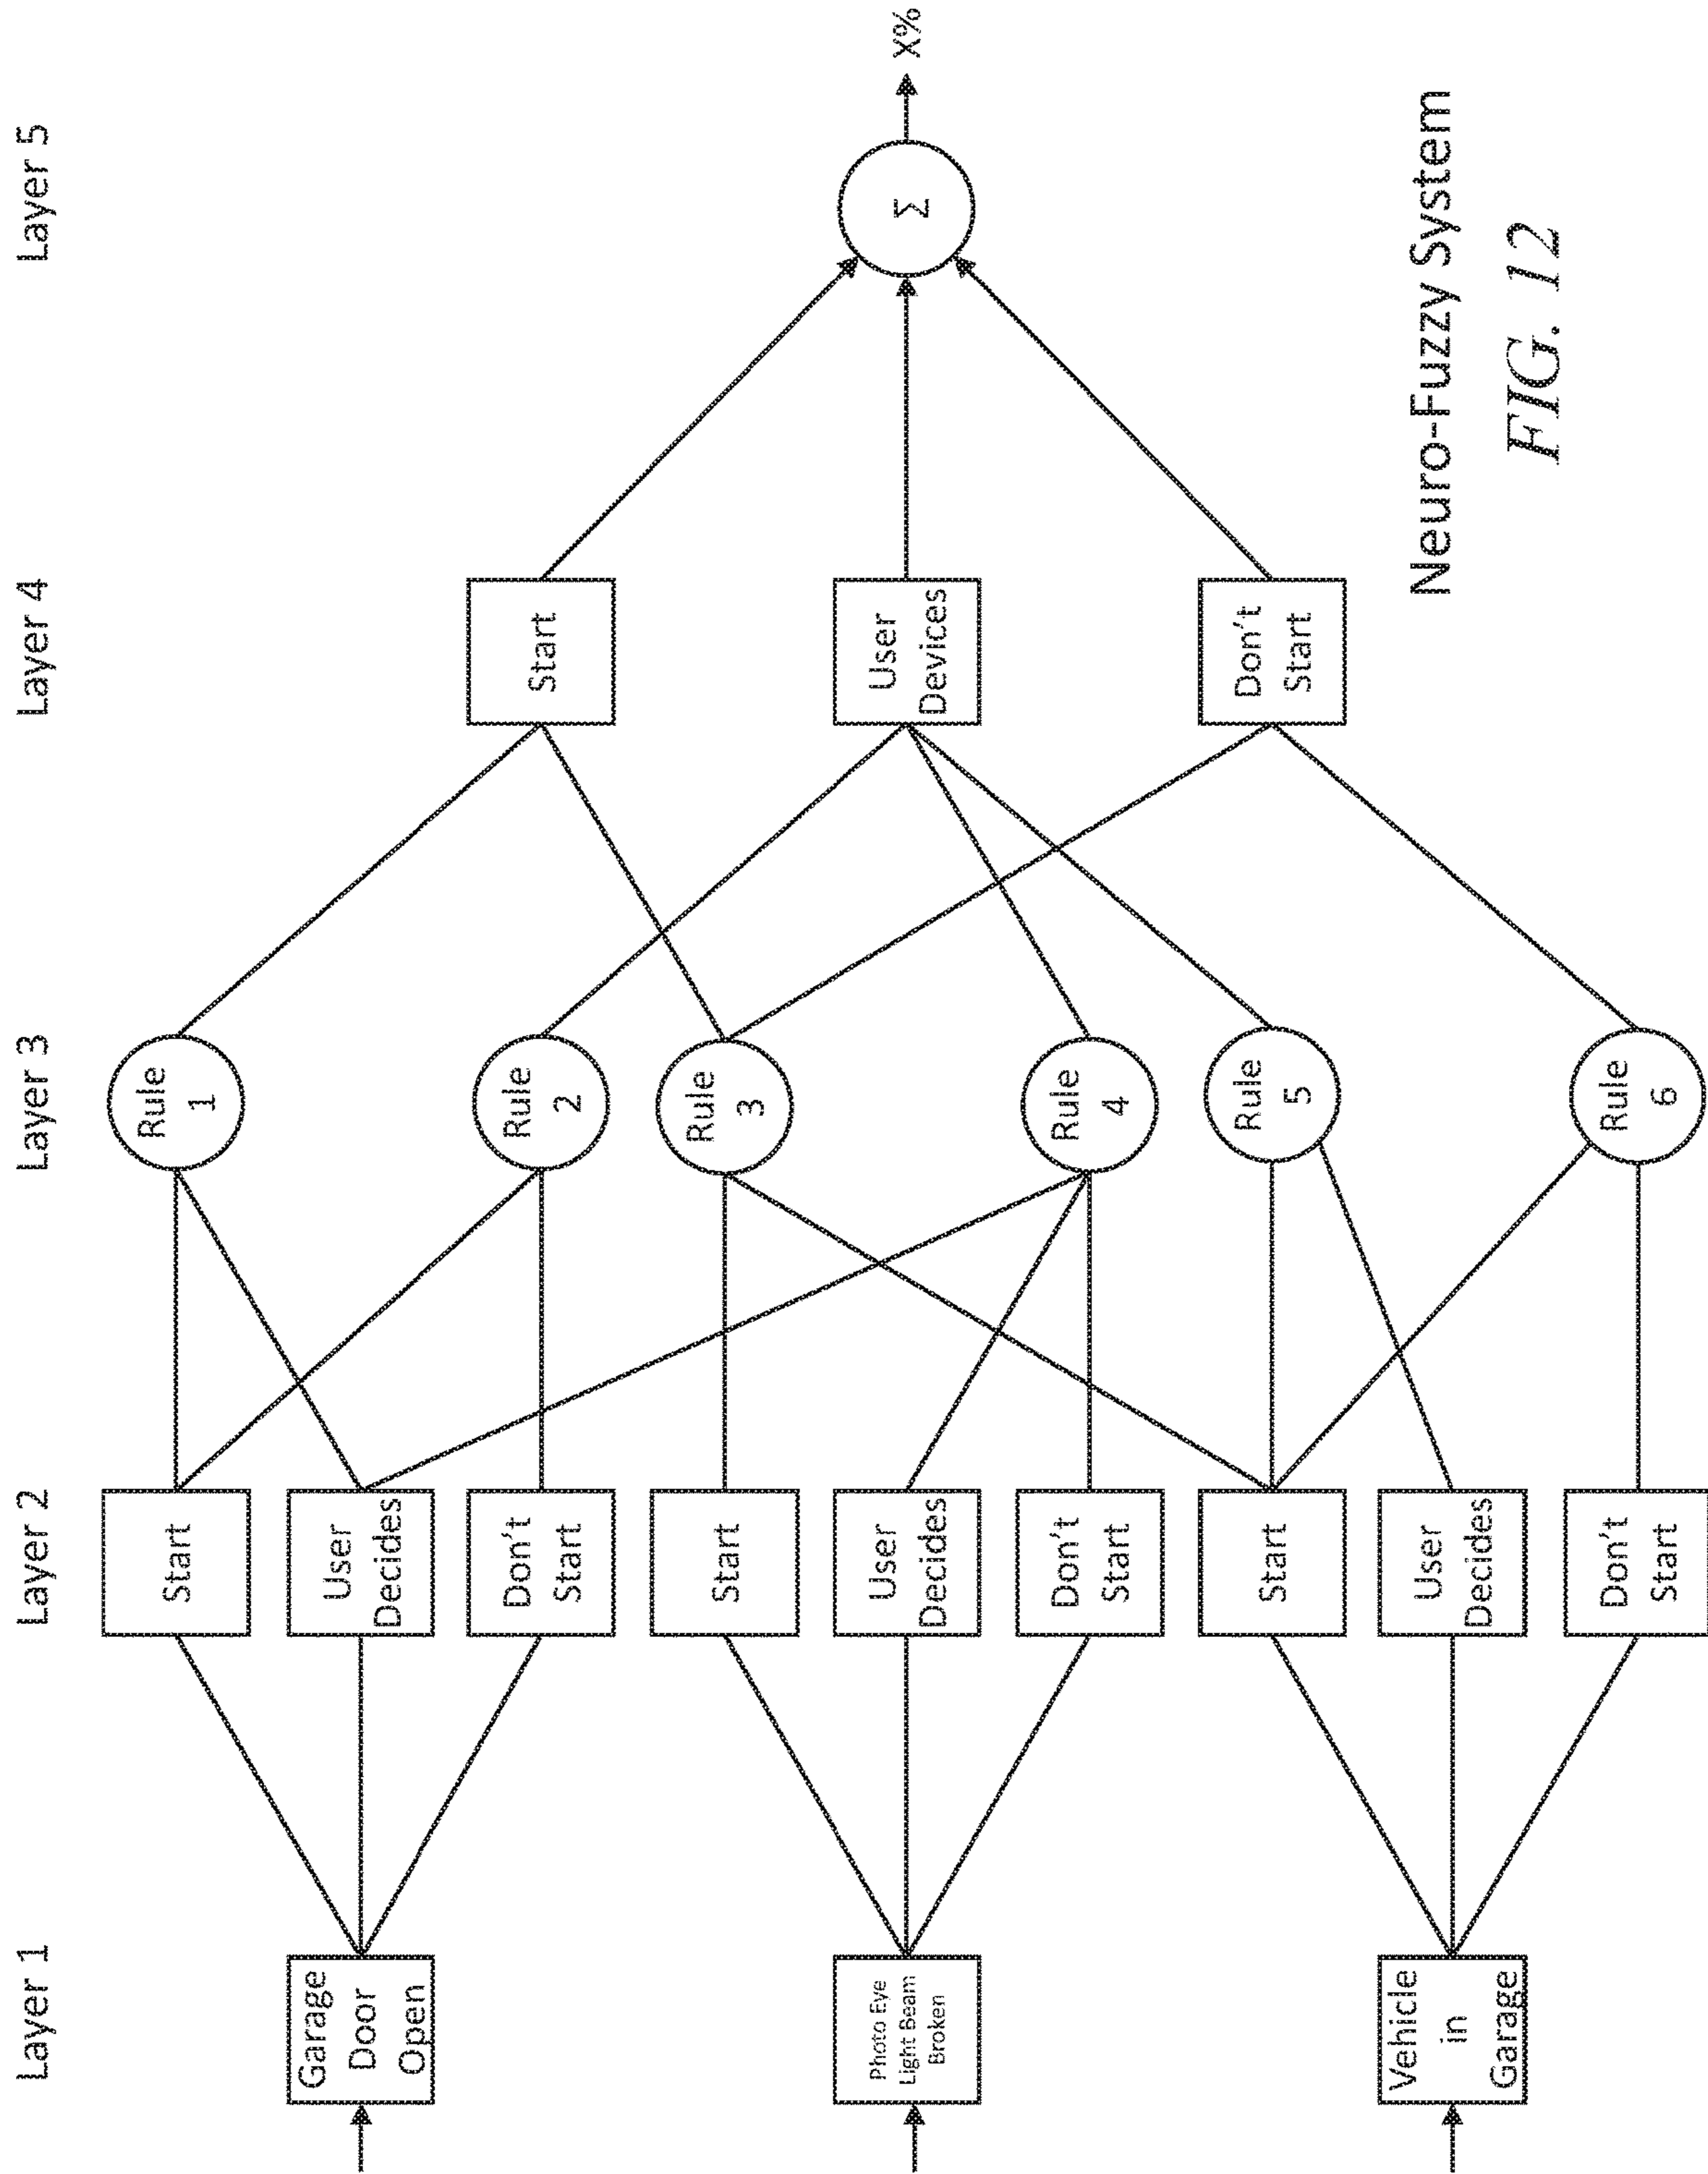 Layer 1
Layer 2
Layer 3
Layer 4
Layer 5
Garage
Door
Open
Photo Eye
Light Beam
Broken
Vehicle
in
Garage
Start
User
Decides
Don't
Start
Start
User
Decides
Don't
Start
Start
User
Decides
Don't
Start
Rule
1
Rule
2
Rule
3
Rule
4
Rule
5
Rule
6
Start
User
Devices
Don't
Start
Σ
X%
Neuro-Fuzzy System
FIG. 12